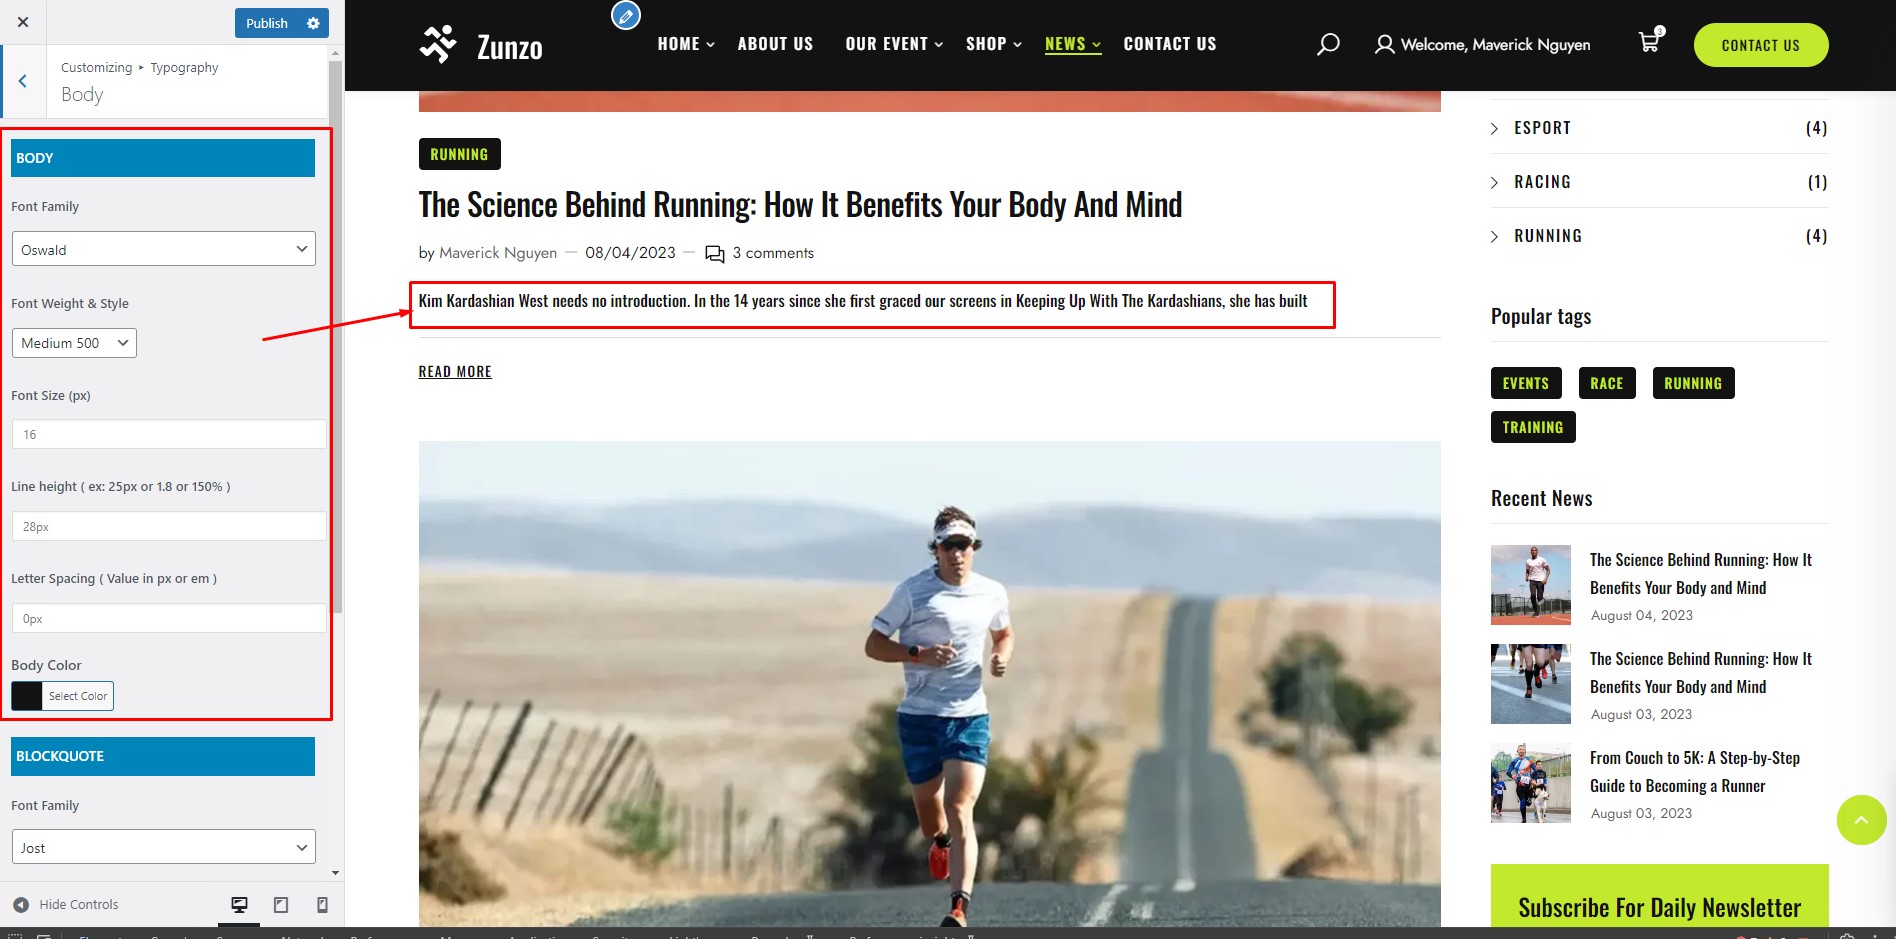 Publish
Customizing ▸ Typography
Body
BODY
Font Family
Oswald
Font Weight & Style
Medium 500
Font Size (px)
16
Line height ( ex: 25px or 1.8 or 150% )
28px
Letter Spacing ( Value in px or em )
0px
Body Color
Select Color
BLOCKQUOTE
Font Family
Jost
Hide Controls
Zunzo
HOME
ABOUT US
OUR EVENT
SHOP
NEWS
CONTACT US
Welcome, Maverick Nguyen
3
CONTACT US
RUNNING
The Science Behind Running: How It Benefits Your Body And Mind
by Maverick Nguyen — 08/04/2023 — 3 comments
Kim Kardashian West needs no introduction. In the 14 years since she first graced our screens in Keeping Up With The Kardashians, she has built
READ MORE
ESPORT (4)
RACING (1)
RUNNING (4)
Popular tags
EVENTS
RACE
RUNNING
TRAINING
Recent News
The Science Behind Running: How It
Benefits Your Body and Mind
August 04, 2023
The Science Behind Running: How It
Benefits Your Body and Mind
August 03, 2023
From Couch to 5K: A Step-by-Step
Guide to Becoming a Runner
August 03, 2023
Subscribe For Daily Newsletter